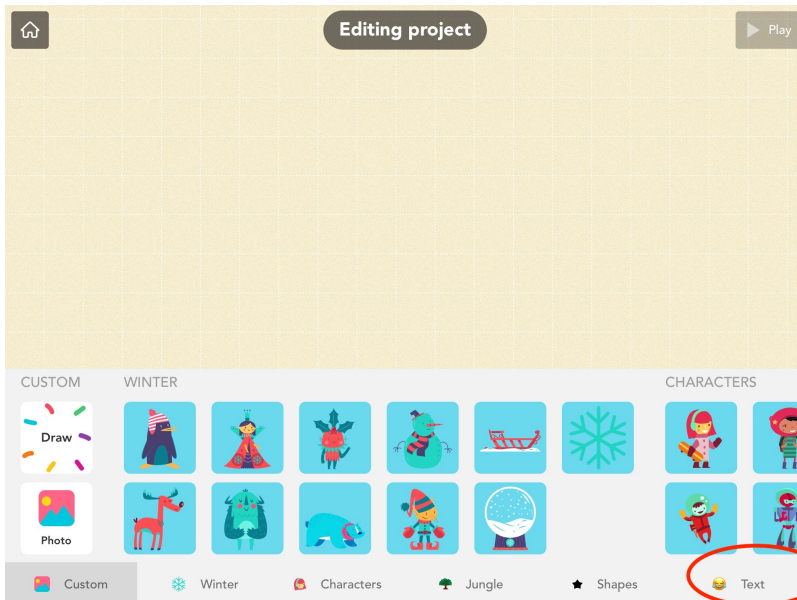 Editing project
Play
CUSTOM
WINTER
CHARACTERS
Draw
Photo
Custom
Winter
Characters
Jungle
Shapes
Text